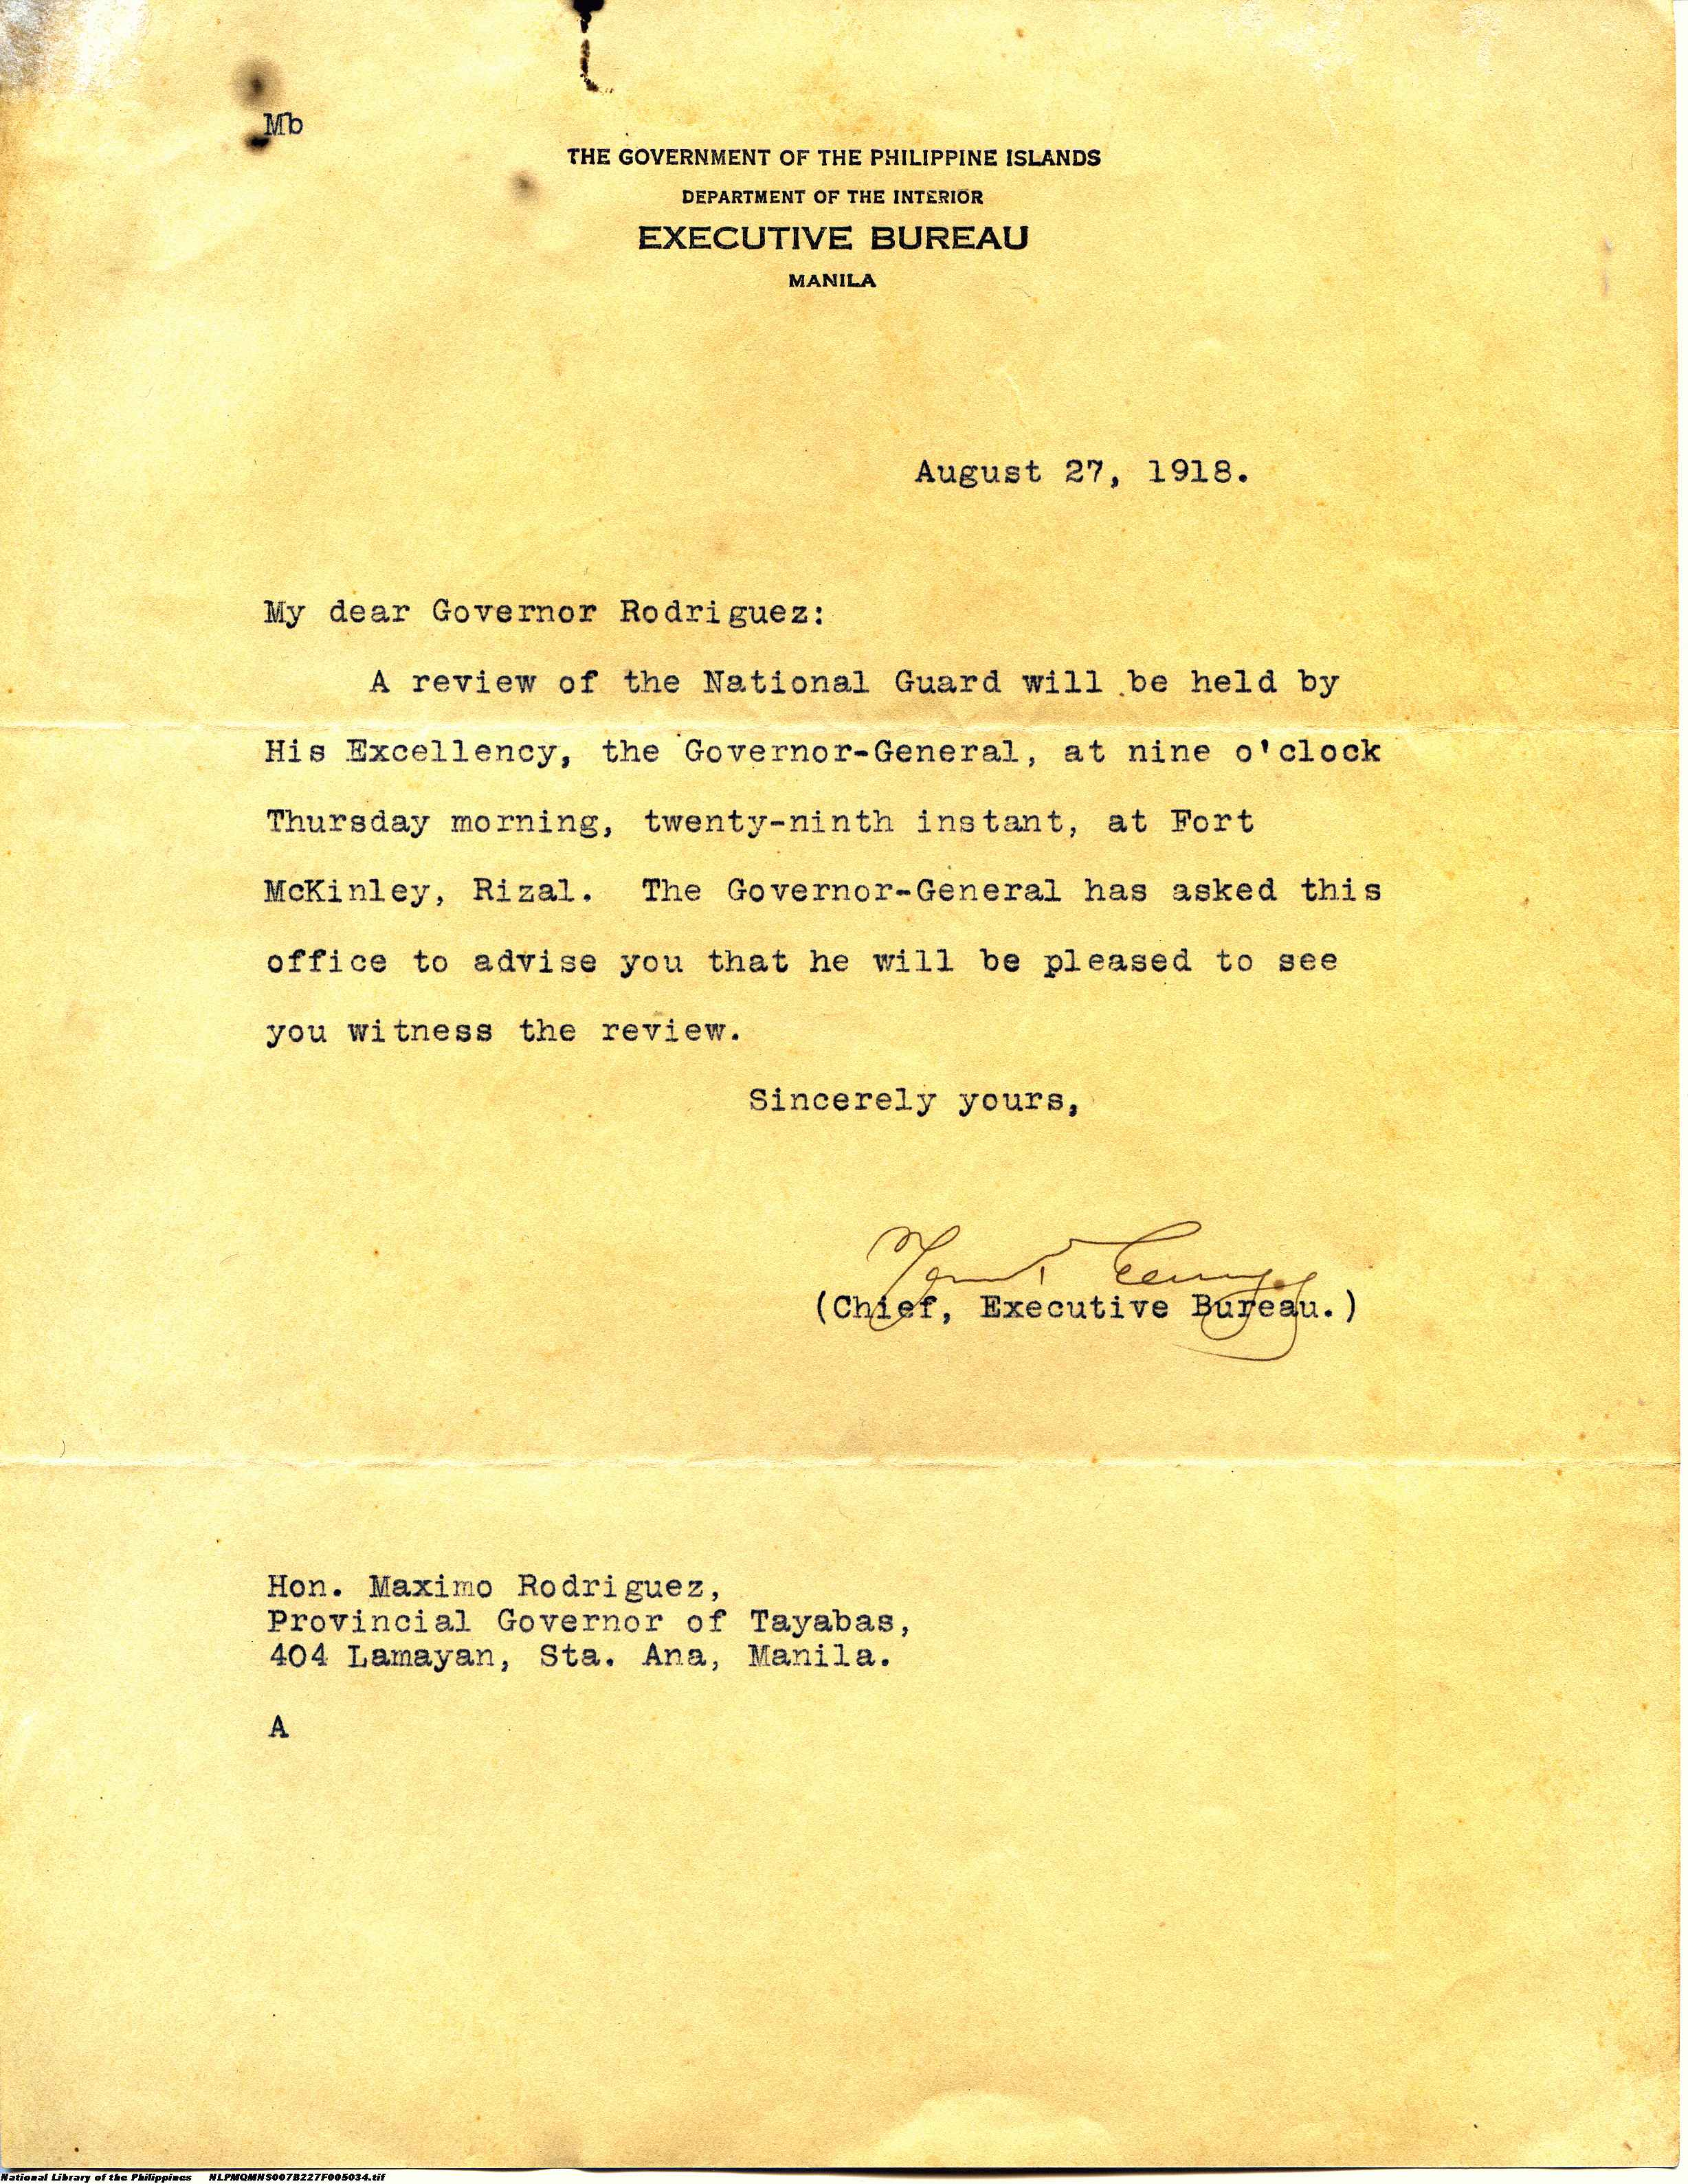 Mb
THE GOVERNMENT OF THE PHILIPPINE ISLANDS
DEPARTMENT OF THE INTERIOR
EXECUTIVE BUREAU
MANILA
August 27, 1918.
My dear Governor Rodriguez:
A review of the National Guard will be held by
His Excellency, the Governor-General, at nine o'clock
Thursday morning, twenty-ninth instant, at Fort
McKinley, Rizal. The Governor-General has asked this
office to advise you that he will be pleased to see
you witness the review.
Sincerely yours,
(Chief, Executive Bureau.)
Hon. Maximo Rodriguez,
Provincial Governor of Tayabas,
404 Lamayan, Sta. Ana, Manila.
A
National Library of the Philippines NLPMQMNS007B227F005034.tif